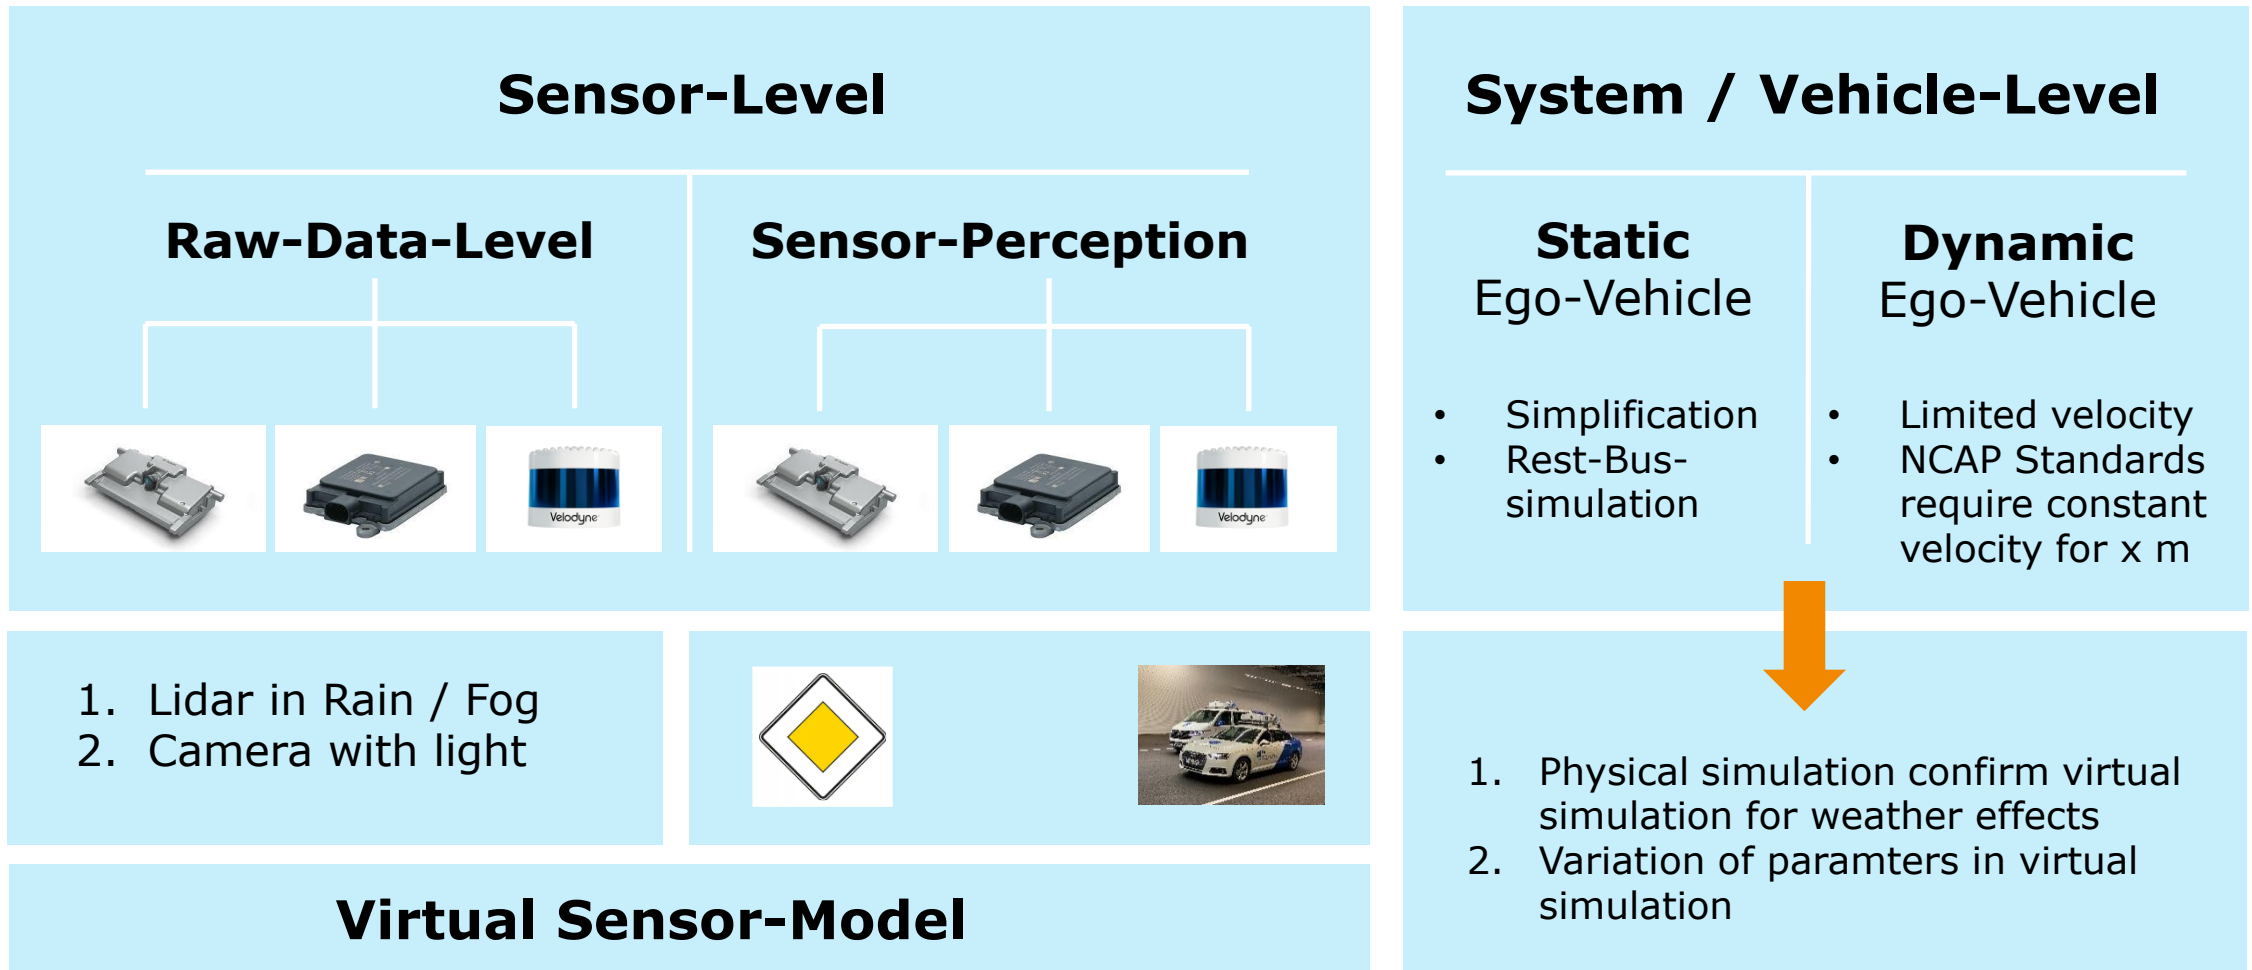 Sensor-Level
Raw-Data-Level
Sensor-Perception
Velodyne
Velodyne
1. Lidar in Rain / Fog
2. Camera with light
Virtual Sensor-Model
System / Vehicle-Level
Static
Ego-Vehicle
• Simplification
• Rest-Bus-
simulation
Dynamic
Ego-Vehicle
• Limited velocity
• NCAP Standards
require constant
velocity for x m
1. Physical simulation confirm virtual
simulation for weather effects
2. Variation of paramters in virtual
simulation